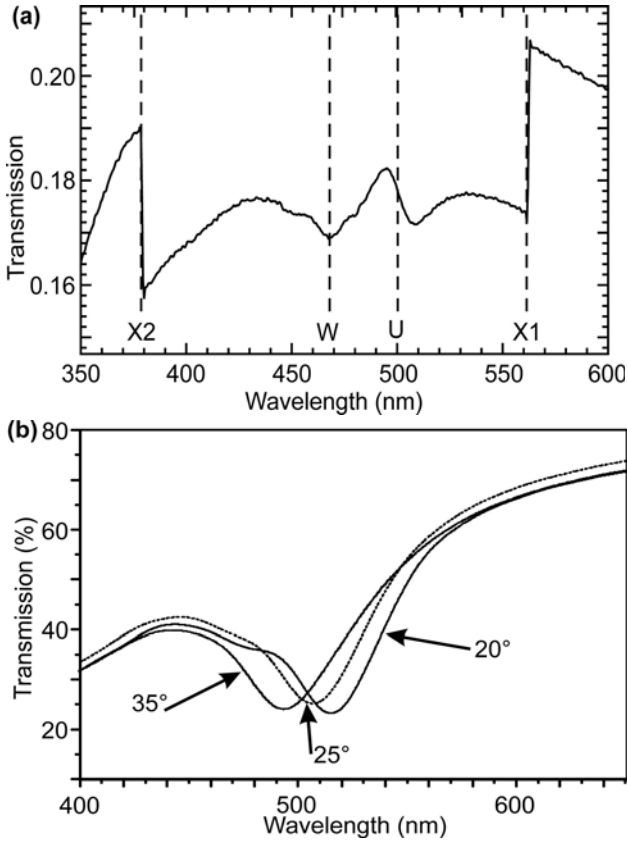 (a)
Transmission
0.20
0.18
0.16
X2 W U X1
350 400 450 500 550 600
Wavelength (nm)
(b)
Transmission (%)
80
60
40
20
35°
25°
20°
400 500 600
Wavelength (nm)